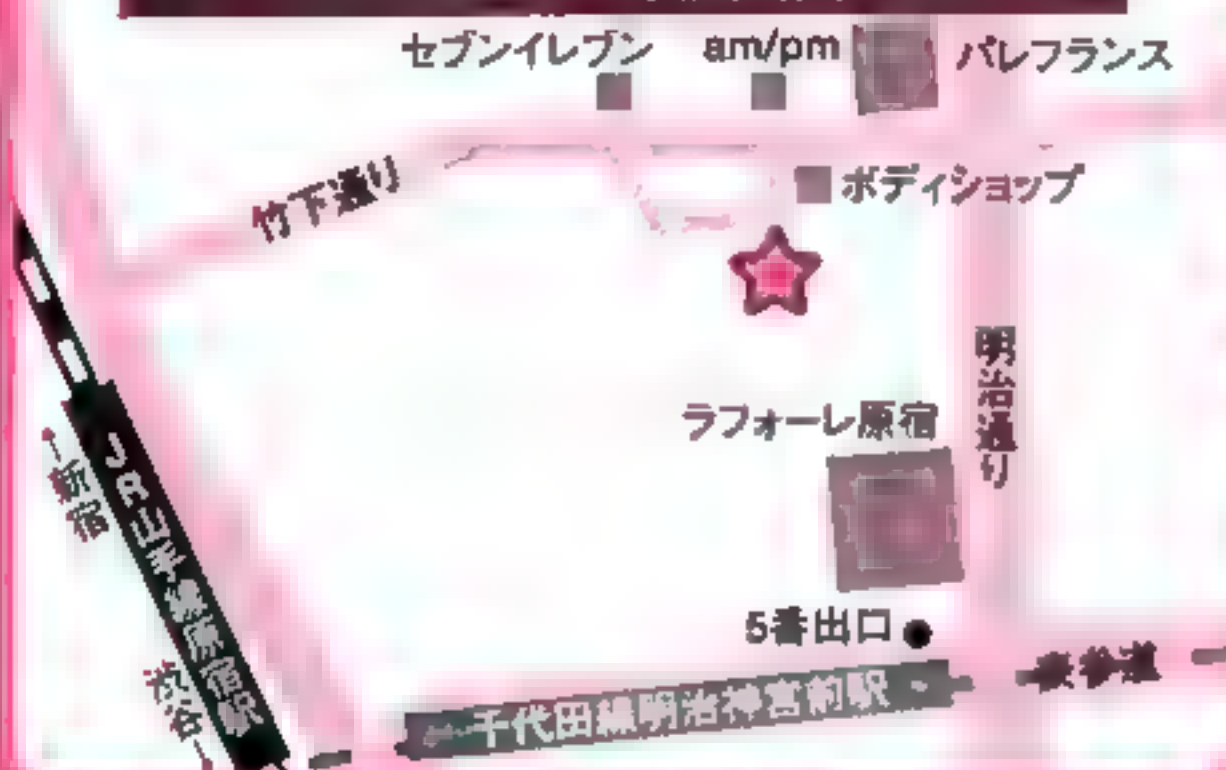 セブンイレブン
am/pm
パレフランス
竹下通り
ボディショップ
明治通り
ラフォーレ原宿
←新宿
JR山手線原宿駅
5番出口
渋谷→
千代田線明治神宮前駅
表参道